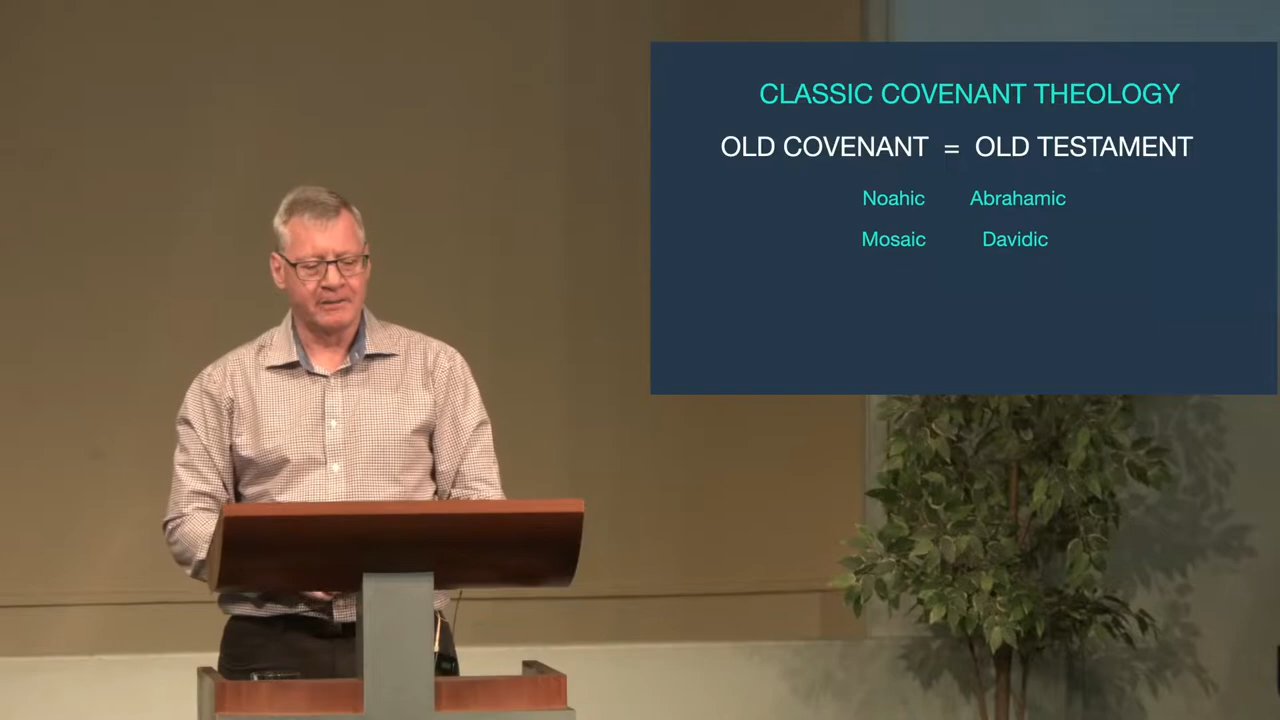 CLASSIC COVENANT THEOLOGY
OLD COVENANT = OLD TESTAMENT
Noahic Abrahamic
Mosaic Davidic